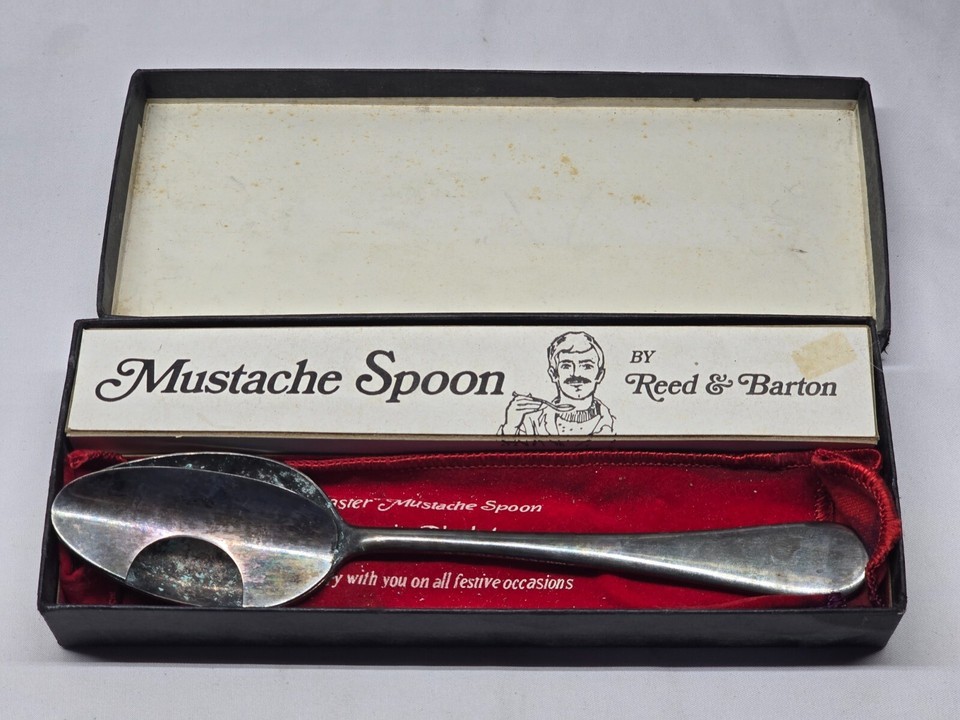 Mustache Spoon
BY
Reed & Barton
Mustache Spoon
with you on all festive occasions